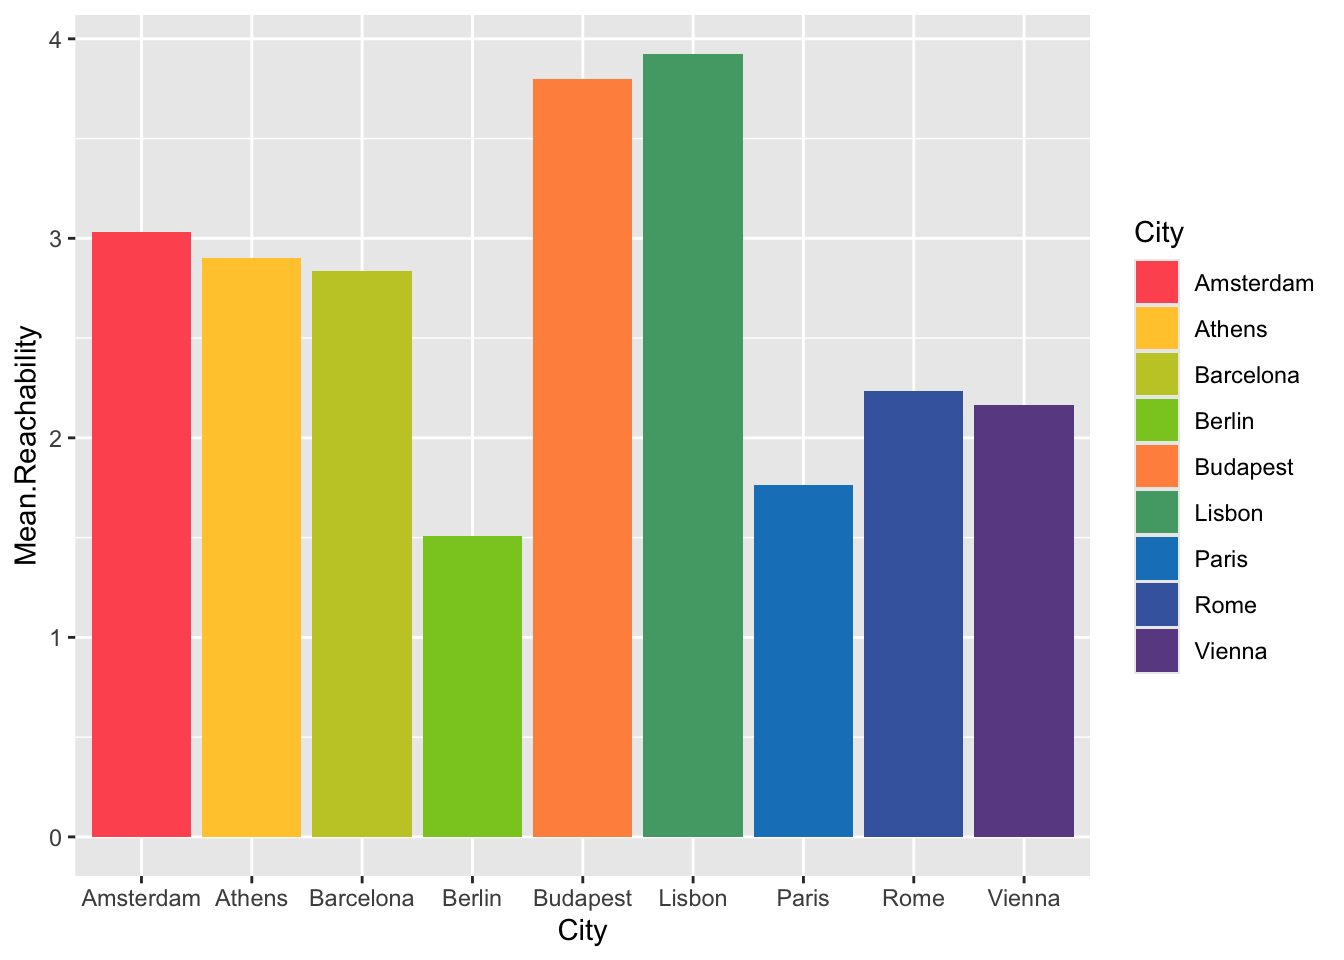 4
3
2
1
0
Mean.Reachability
Amsterdam Athens Barcelona Berlin Budapest Lisbon Paris Rome Vienna
City
City
Amsterdam
Athens
Barcelona
Berlin
Budapest
Lisbon
Paris
Rome
Vienna